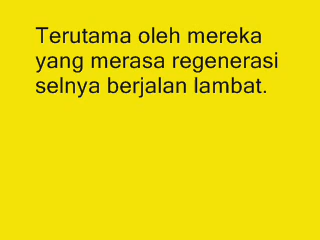 Terutama oleh mereka
yang merasa regenerasi
selnya berjalan lambat.